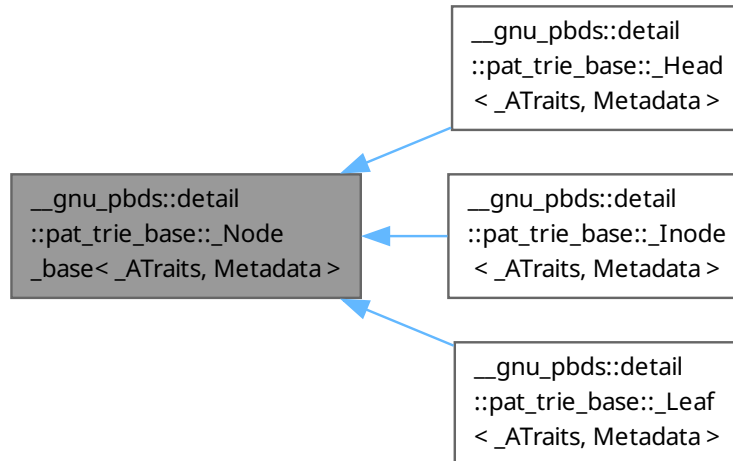 __gnu_pbds::detail
::pat_trie_base::_Head
< _ATraits, Metadata >
__gnu_pbds::detail
::pat_trie_base::_Node
_base< _ATraits, Metadata >
__gnu_pbds::detail
::pat_trie_base::_Inode
< _ATraits, Metadata >
__gnu_pbds::detail
::pat_trie_base::_Leaf
< _ATraits, Metadata >